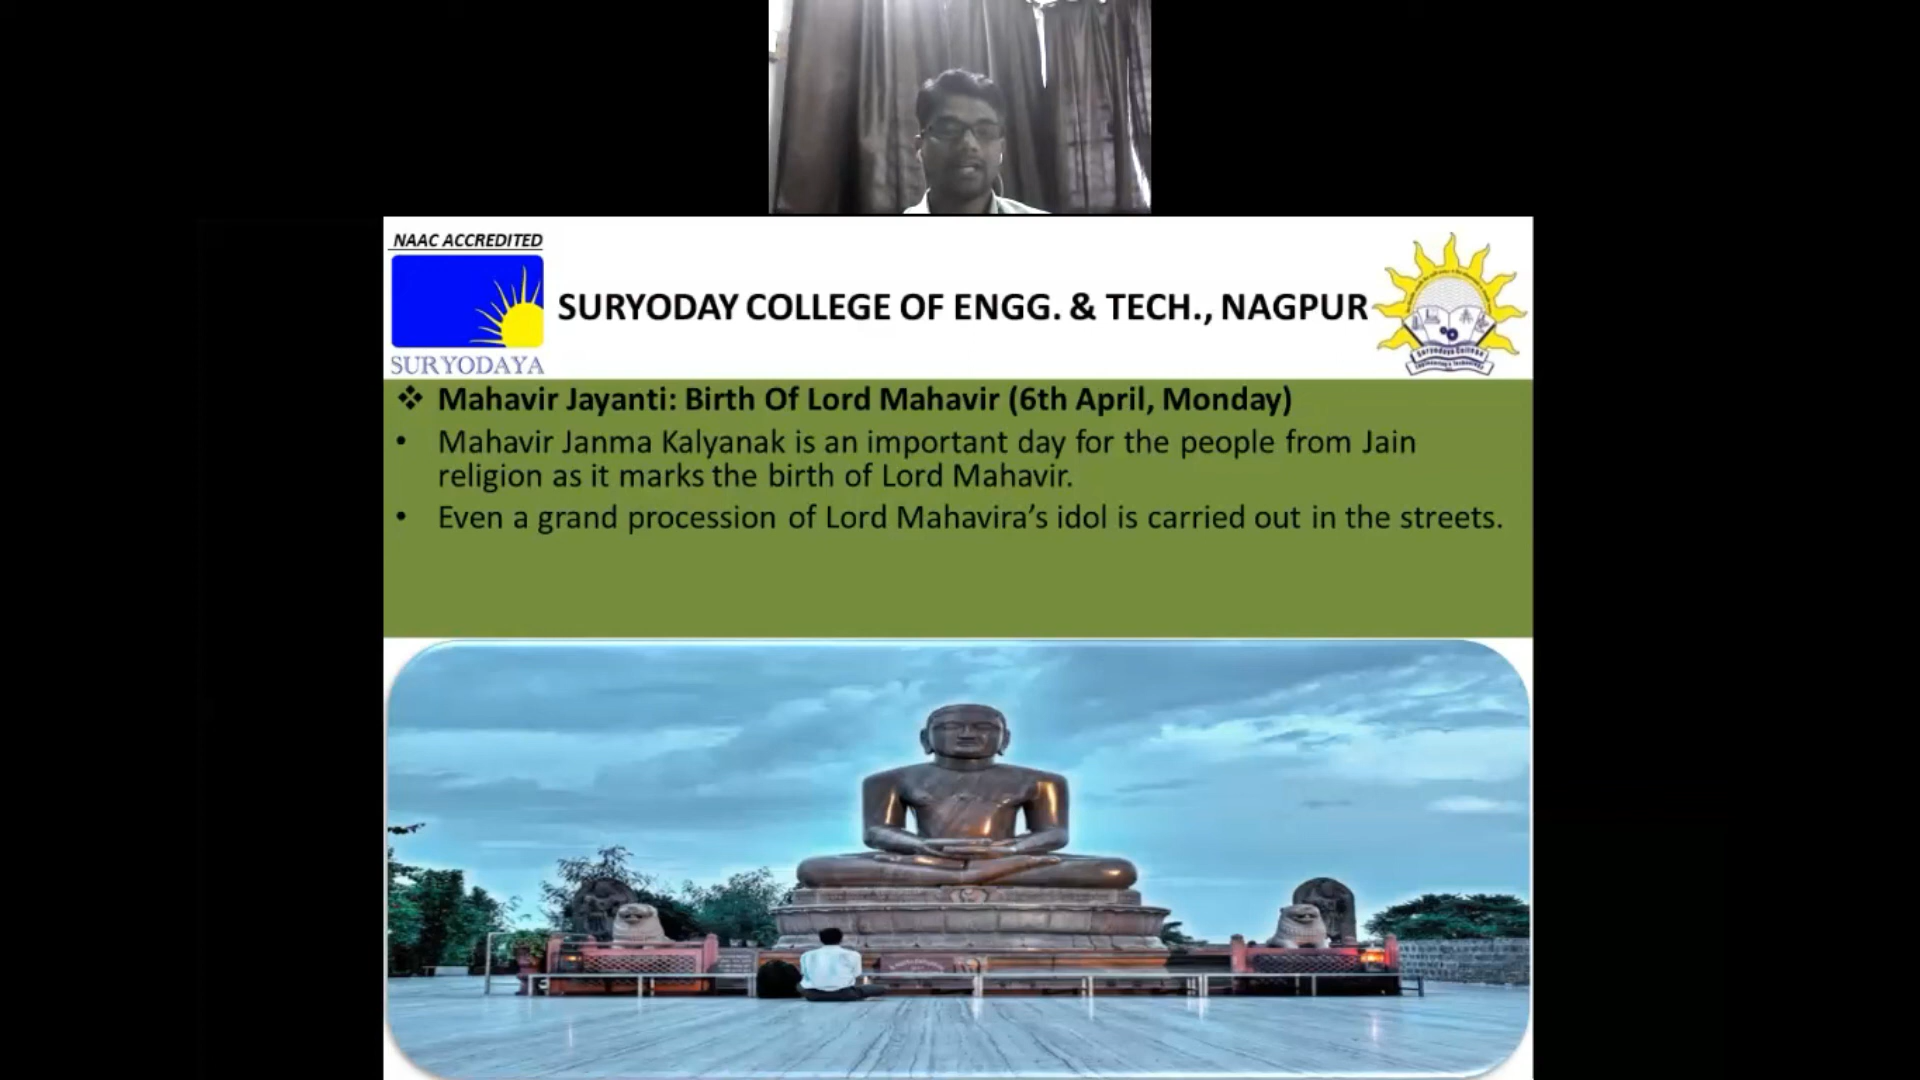 NAAC ACCREDITED
SURYODAYA
SURYODAY COLLEGE OF ENGG. & TECH., NAGPUR
Suryodaya College
❖ Mahavir Jayanti: Birth Of Lord Mahavir (6th April, Monday)
• Mahavir Janma Kalyanak is an important day for the people from Jain
religion as it marks the birth of Lord Mahavir.
• Even a grand procession of Lord Mahavira’s idol is carried out in the streets.